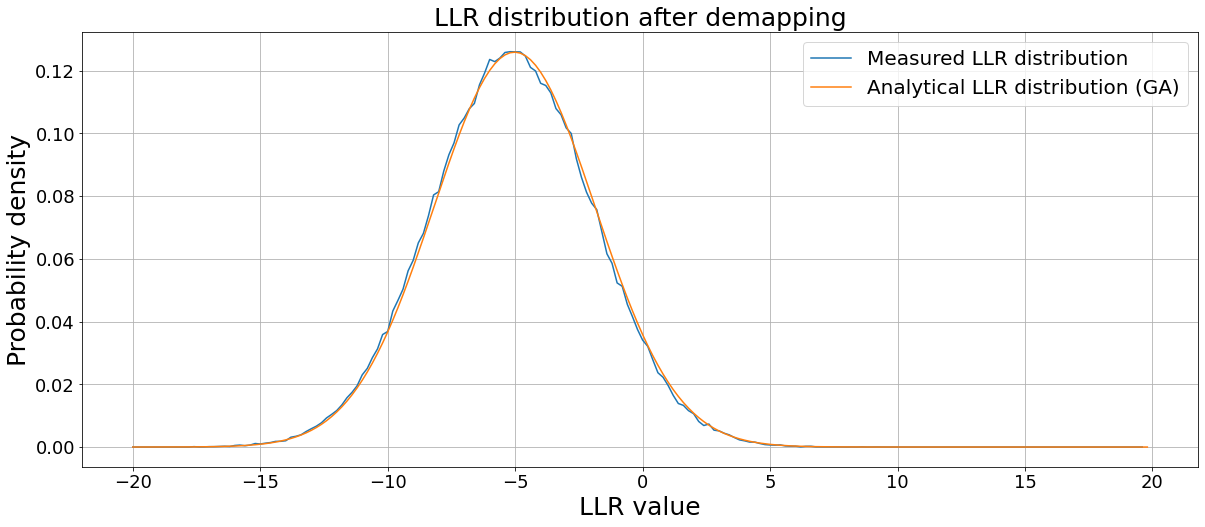 LLR distribution after demapping
Measured LLR distribution
Analytical LLR distribution (GA)
Probability density
0.12
0.10
0.08
0.06
0.04
0.02
0.00
−20 −15 −10 −5 0 5 10 15 20
LLR value